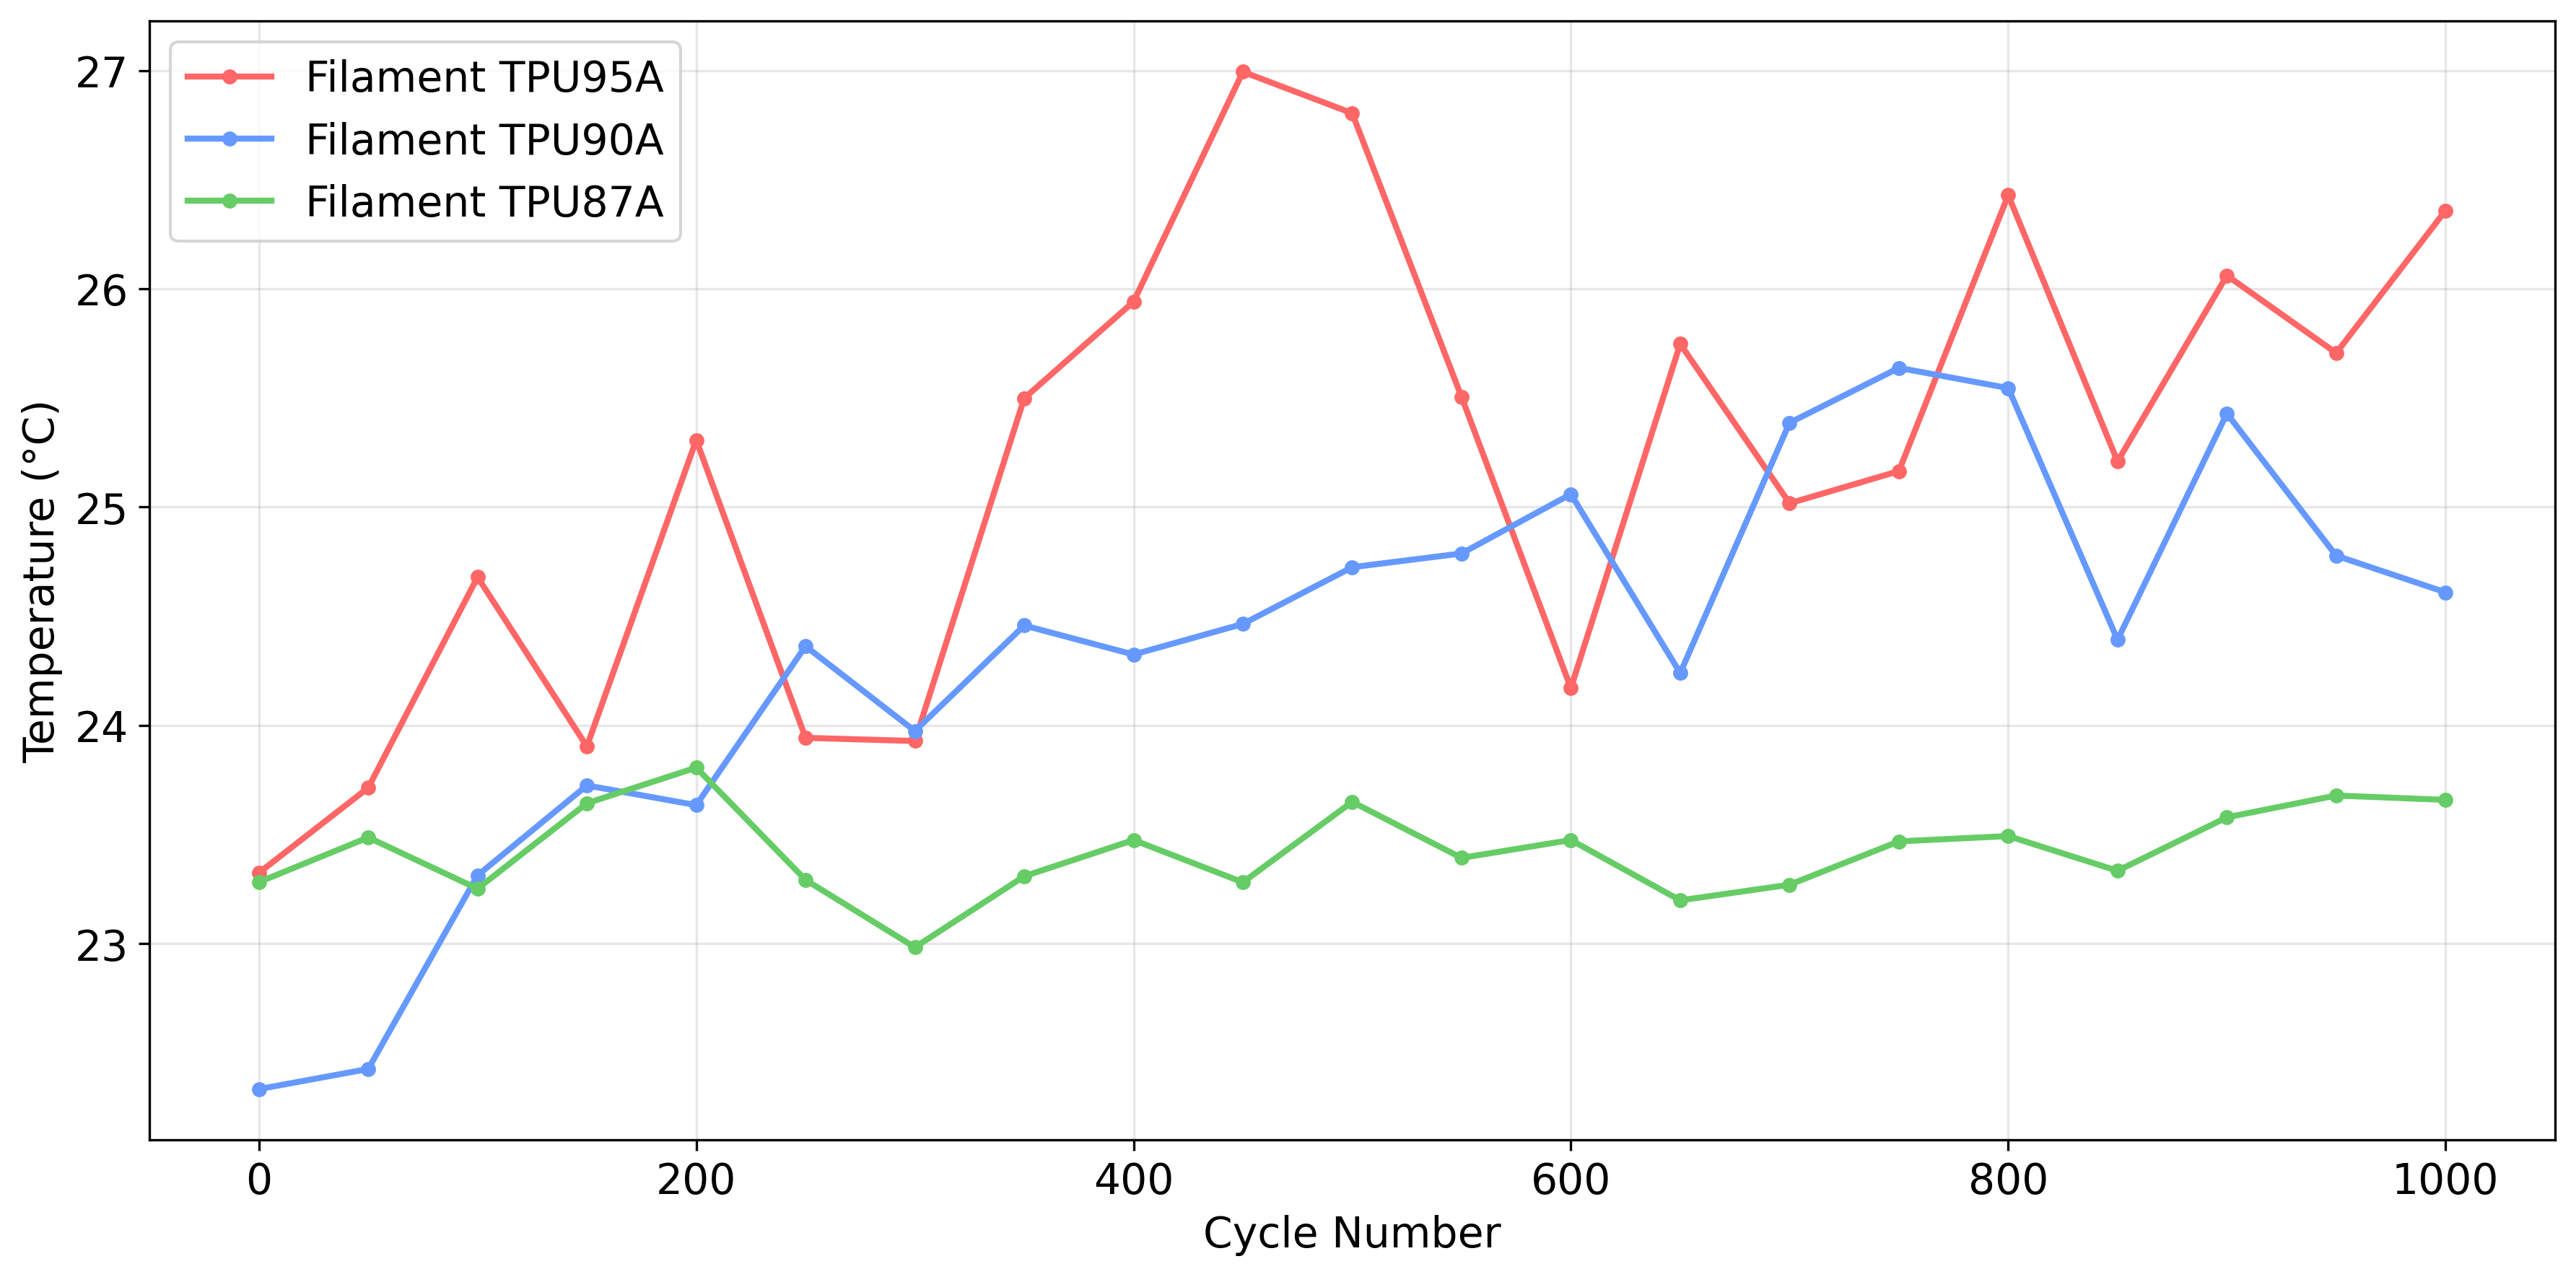 Filament TPU95A
Filament TPU90A
Filament TPU87A
27
26
25
24
23
Temperature (°C)
0 200 400 600 800 1000
Cycle Number